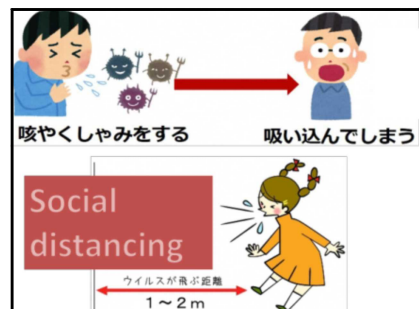 咳やくしゃみをする
吸い込んでしまう
Social
distancing
ウイルスが飛ぶ距離
1～2m